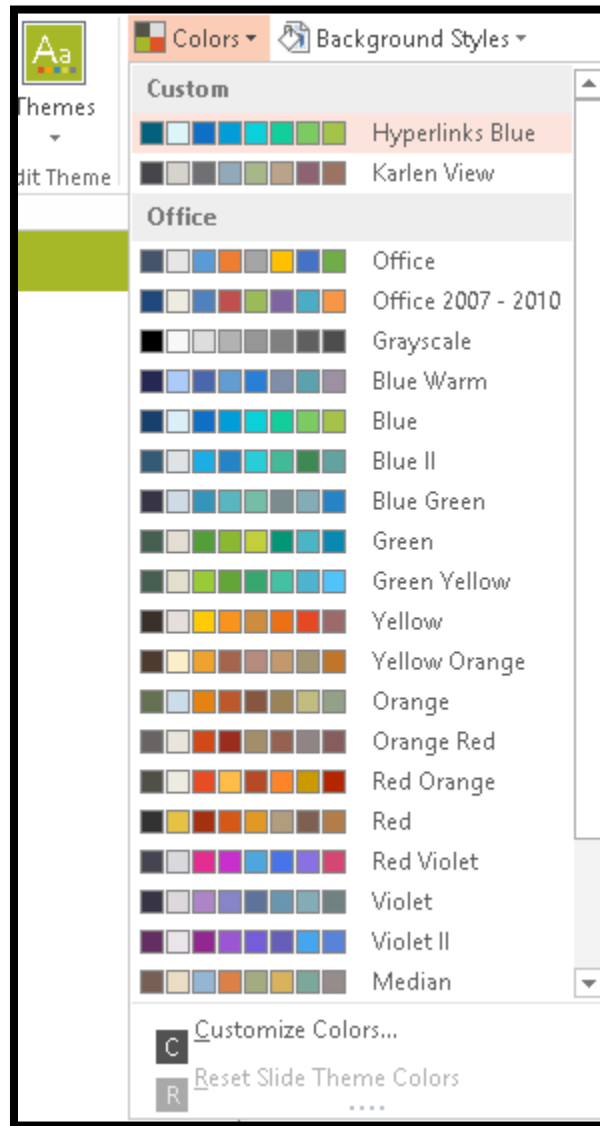 Aa
Themes
dit Theme
Colors
Background Styles
Custom
Hyperlinks Blue
Karlen View
Office
Office
Office 2007 - 2010
Grayscale
Blue Warm
Blue
Blue II
Blue Green
Green
Green Yellow
Yellow
Yellow Orange
Orange
Orange Red
Red Orange
Red
Red Violet
Violet
Violet II
Median
C
Customize Colors...
R
Reset Slide Theme Colors